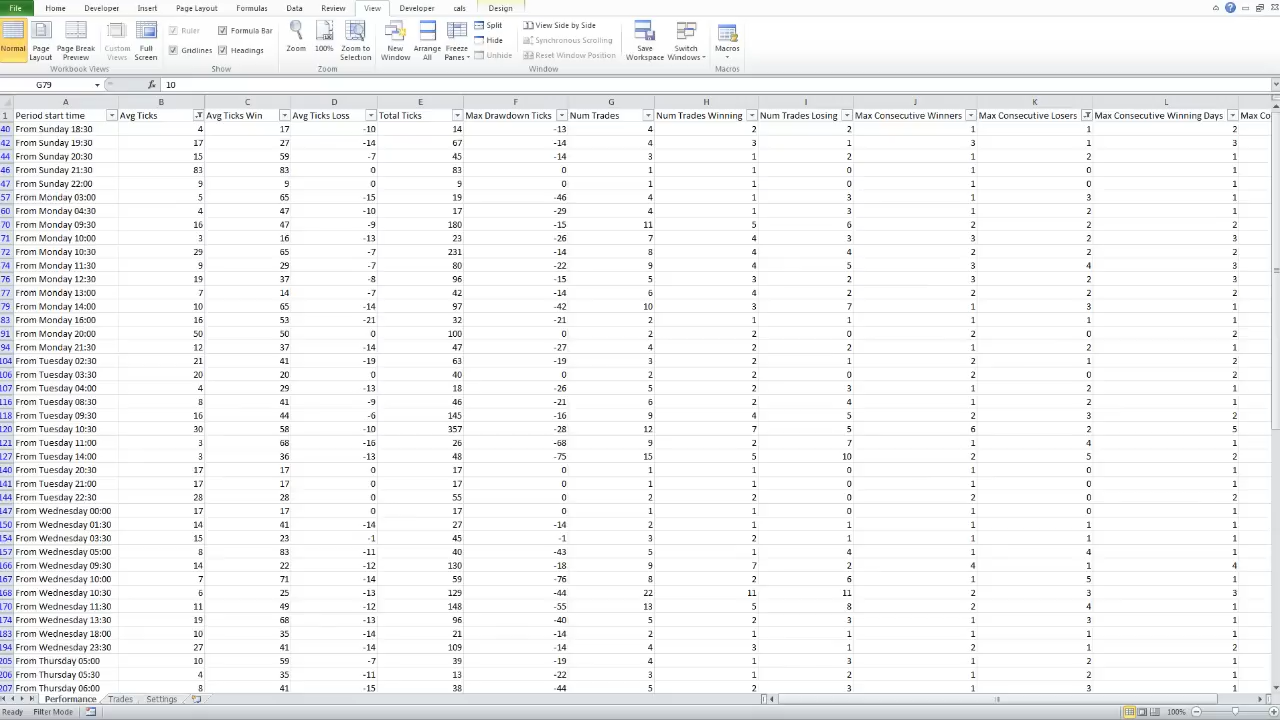 File Home Developer Insert Page Layout Formulas Data Review View Developer cals Design
Normal Page Layout Page Break Preview Custom Views Full Screen Ruler Formula Bar Gridlines Headings Zoom 100% Zoom to Selection New Window Arrange All Freeze Panes Split Hide Unhide View Side by Side Synchronous Scrolling Reset Window Position Save Workspace Switch Windows Macros
Workbook Views Show Zoom Window Macros
G79 fx 10
A B C D E F G H I J K L
1 Period start time Avg Ticks Avg Ticks Win Avg Ticks Loss Total Ticks Max Drawdown Ticks Num Trades Num Trades Winning Num Trades Losing Max Consecutive Winners Max Consecutive Losers Max Consecutive Winning Days Max Co
40 From Sunday 18:30 4 17 -10 14 -13 4 2 2 1 1 2
42 From Sunday 19:30 17 27 -14 67 -14 4 3 1 3 1 3
44 From Sunday 20:30 15 59 -7 45 -14 3 1 2 1 2 1
46 From Sunday 21:30 83 83 0 83 0 1 1 0 1 0 1
47 From Sunday 22:00 9 9 0 9 0 1 1 0 1 0 1
57 From Monday 03:00 5 65 -15 19 -46 4 1 3 1 3 1
60 From Monday 04:30 4 47 -10 17 -29 4 1 3 1 3 1
70 From Monday 09:30 16 47 -9 180 -15 11 5 6 2 2 2
71 From Monday 10:00 3 16 -13 23 -26 7 4 3 3 2 3
72 From Monday 10:30 29 65 -7 231 -14 8 4 4 2 2 2
74 From Monday 11:30 9 29 -7 80 -22 9 4 5 3 4 3
76 From Monday 12:30 19 37 -8 96 -15 5 3 2 3 2 3
77 From Monday 13:00 7 14 -7 42 -14 6 4 2 2 2 2
79 From Monday 14:00 10 65 -14 97 -42 10 3 7 1 3 2
83 From Monday 16:00 16 53 -21 32 -21 2 1 1 1 1 1
91 From Monday 20:00 50 50 0 100 0 2 2 0 2 0 2
94 From Monday 21:30 12 37 -14 47 -27 4 2 2 1 2 1
104 From Tuesday 02:30 21 41 -19 63 -19 3 2 1 2 1 2
106 From Tuesday 03:30 20 20 0 40 0 2 2 0 2 0 2
107 From Tuesday 04:00 4 29 -13 18 -26 5 2 3 1 2 1
116 From Tuesday 08:30 8 41 -9 46 -21 6 2 4 1 2 1
118 From Tuesday 09:30 16 44 -6 145 -16 9 4 5 2 3 2
120 From Tuesday 10:30 30 58 -10 357 -28 12 7 5 6 2 5
121 From Tuesday 11:00 3 68 -16 26 -68 9 2 7 1 4 1
127 From Tuesday 14:00 3 36 -13 48 -75 15 5 10 2 5 2
140 From Tuesday 20:30 17 17 0 17 0 1 1 0 1 0 1
141 From Tuesday 21:00 17 17 0 17 0 1 1 0 1 0 1
144 From Tuesday 22:30 28 28 0 55 0 2 2 0 2 0 2
147 From Wednesday 00:00 17 17 0 17 0 1 1 0 1 0 1
150 From Wednesday 01:30 14 41 -14 27 -14 2 1 1 1 1 1
154 From Wednesday 03:30 15 23 -1 45 -1 3 2 1 1 1 1
157 From Wednesday 05:00 8 83 -11 40 -43 5 1 4 1 4 1
166 From Wednesday 09:30 14 22 -12 130 -18 9 7 2 4 1 4
167 From Wednesday 10:00 7 71 -14 59 -76 8 2 6 1 5 1
168 From Wednesday 10:30 6 25 -13 129 -44 22 11 11 2 3 3
170 From Wednesday 11:30 11 49 -12 148 -55 13 5 8 2 4 1
174 From Wednesday 13:30 19 68 -13 96 -40 5 2 3 1 3 1
183 From Wednesday 18:00 10 35 -14 21 -14 2 1 1 1 1 1
194 From Wednesday 23:30 27 41 -14 109 -14 4 3 1 2 1 2
205 From Thursday 05:00 10 59 -7 39 -19 4 1 3 1 2 1
206 From Thursday 05:30 4 35 -11 13 -22 3 1 2 1 2 1
207 From Thursday 06:00 8 41 -15 38 -44 5 2 3 1 3 1
Performance Trades Settings
Ready Filter Mode 100%